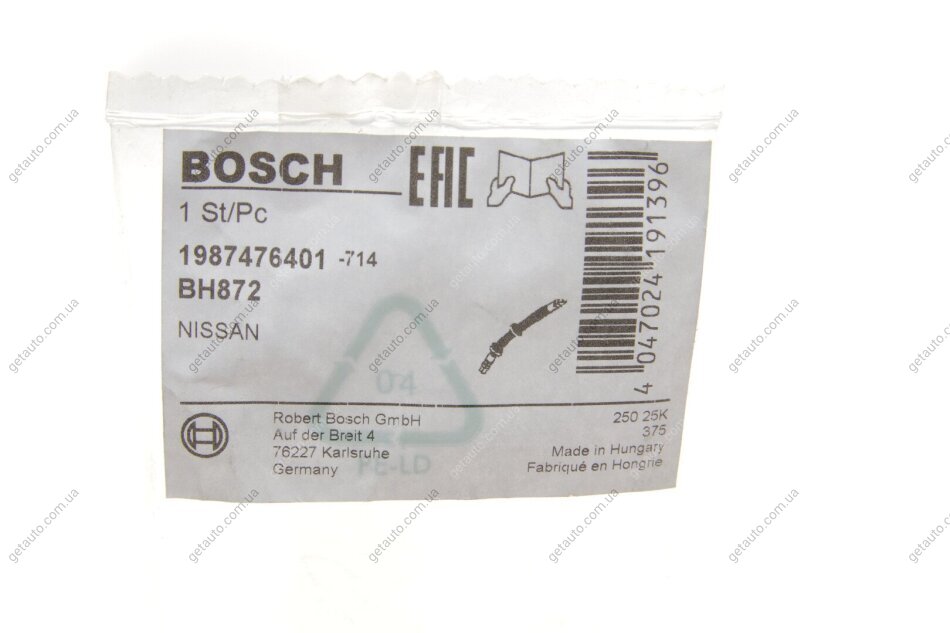 BOSCH
EAC
1 St/Pc
1987476401 -714
BH872
NISSAN
4 047024 191396
04
PE-LD
Robert Bosch GmbH
Auf der Breit 4
76227 Karlsruhe
Germany
250 25K
375
Made in Hungary
Fabriqué en Hongrie
getauto.com.ua